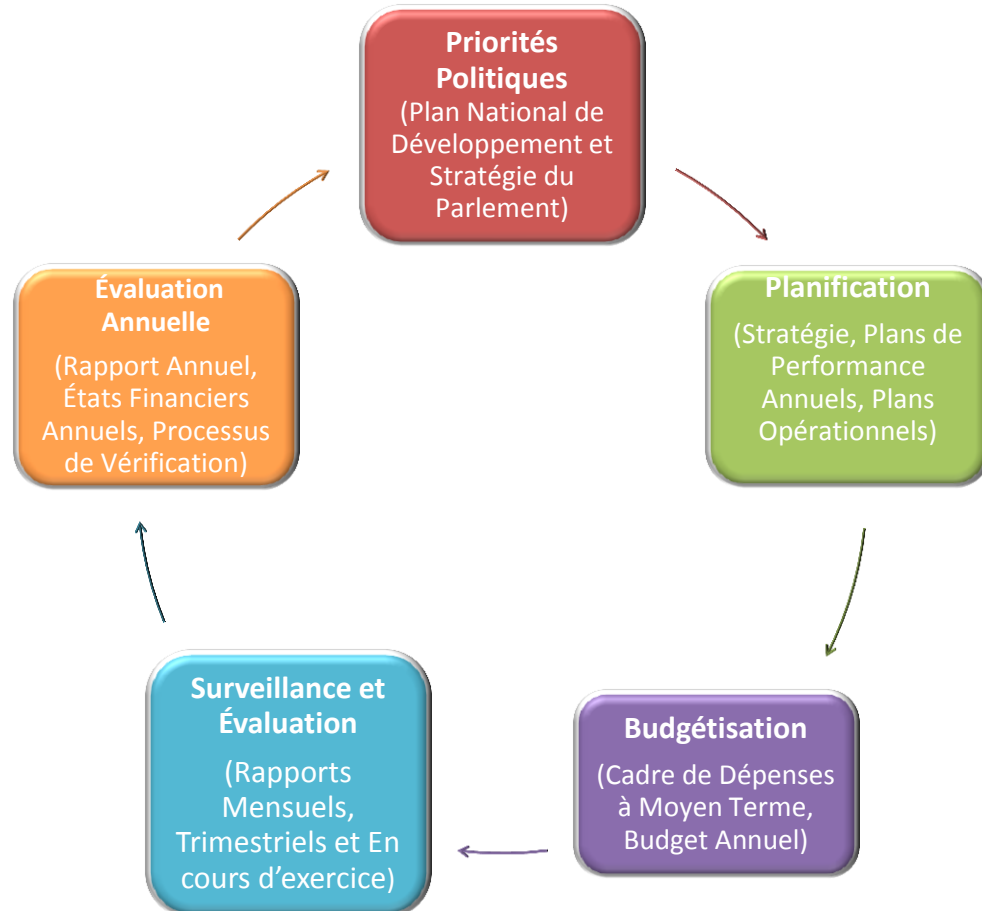 Priorités
Politiques
(Plan National de
Développement et
Stratégie du
Parlement)
Planification
(Stratégie, Plans de
Performance
Annuels, Plans
Opérationnels)
Budgétisation
(Cadre de Dépenses
à Moyen Terme,
Budget Annuel)
Surveillance et
Évaluation
(Rapports
Mensuels,
Trimestriels et En
cours d’exercice)
Évaluation
Annuelle
(Rapport Annuel,
États Financiers
Annuels, Processus
de Vérification)